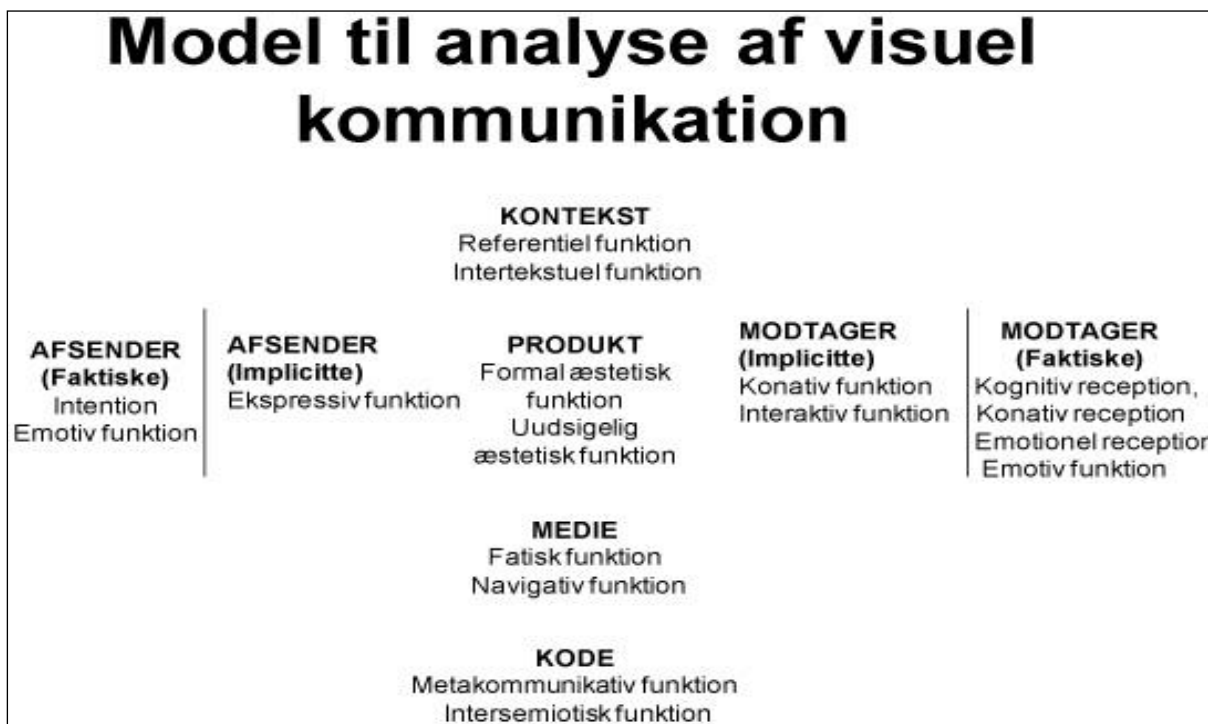 Model til analyse af visuel
kommunikation
KONTEKST
Referentiel funktion
Intertekstuel funktion
AFSENDER
(Faktiske)
Intention
Emotiv funktion
AFSENDER
(Implicitte)
Ekspressiv funktion
PRODUKT
Formal æstetisk
funktion
Uudsigelig
æstetisk funktion
MODTAGER
(Implicitte)
Konativ funktion
Interaktiv funktion
MODTAGER
(Faktiske)
Kognitiv reception,
Konativ reception
Emotionel reception
Emotiv funktion
MEDIE
Fatisk funktion
Navigativ funktion
KODE
Metakommunikativ funktion
Intersemiotisk funktion